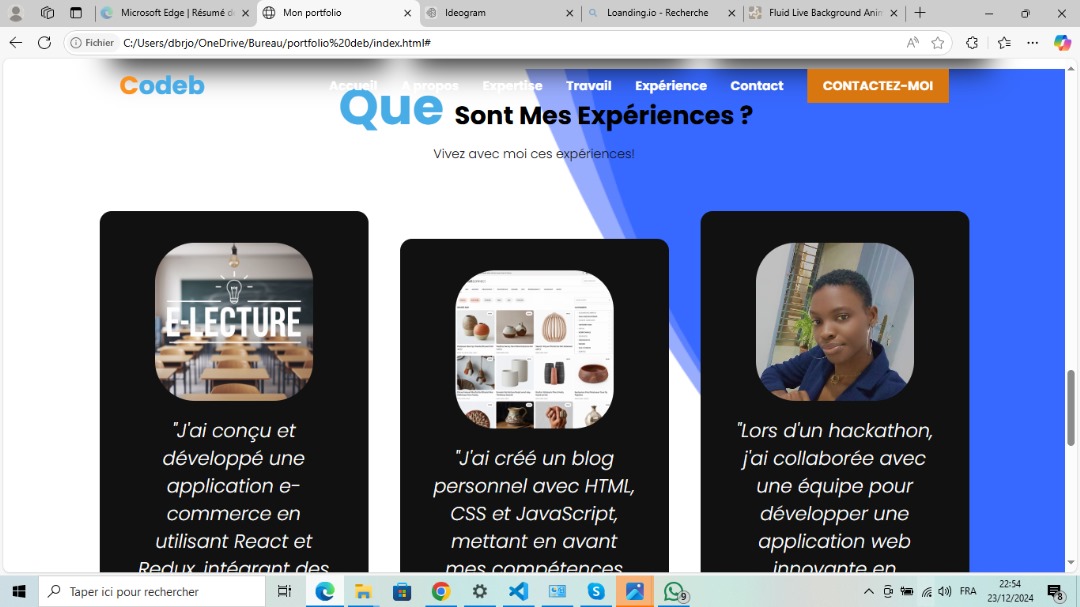 Microsoft Edge | Résumé d
Mon portfolio
Ideogram
Loanding.io - Recherche
Fluid Live Background Anim
Fichier
C:/Users/dbrjo/OneDrive/Bureau/portfolio%20deb/index.html#
Codeb
Accueil
A propos
Expertise
Travail
Expérience
Contact
CONTACTEZ-MOI
Que Sont Mes Expériences ?
Vivez avec moi ces expériences!
E-LECTURE
"J'ai conçu et
développé une
application e-
commerce en
utilisant React et
Redux, intégrant des
"J'ai créé un blog
personnel avec HTML,
CSS et JavaScript,
mettant en avant
mes compétences
"Lors d'un hackathon,
j'ai collaborée avec
une équipe pour
développer une
application web
innovante en
Taper ici pour rechercher
9
FRA
22:54
23/12/2024
8